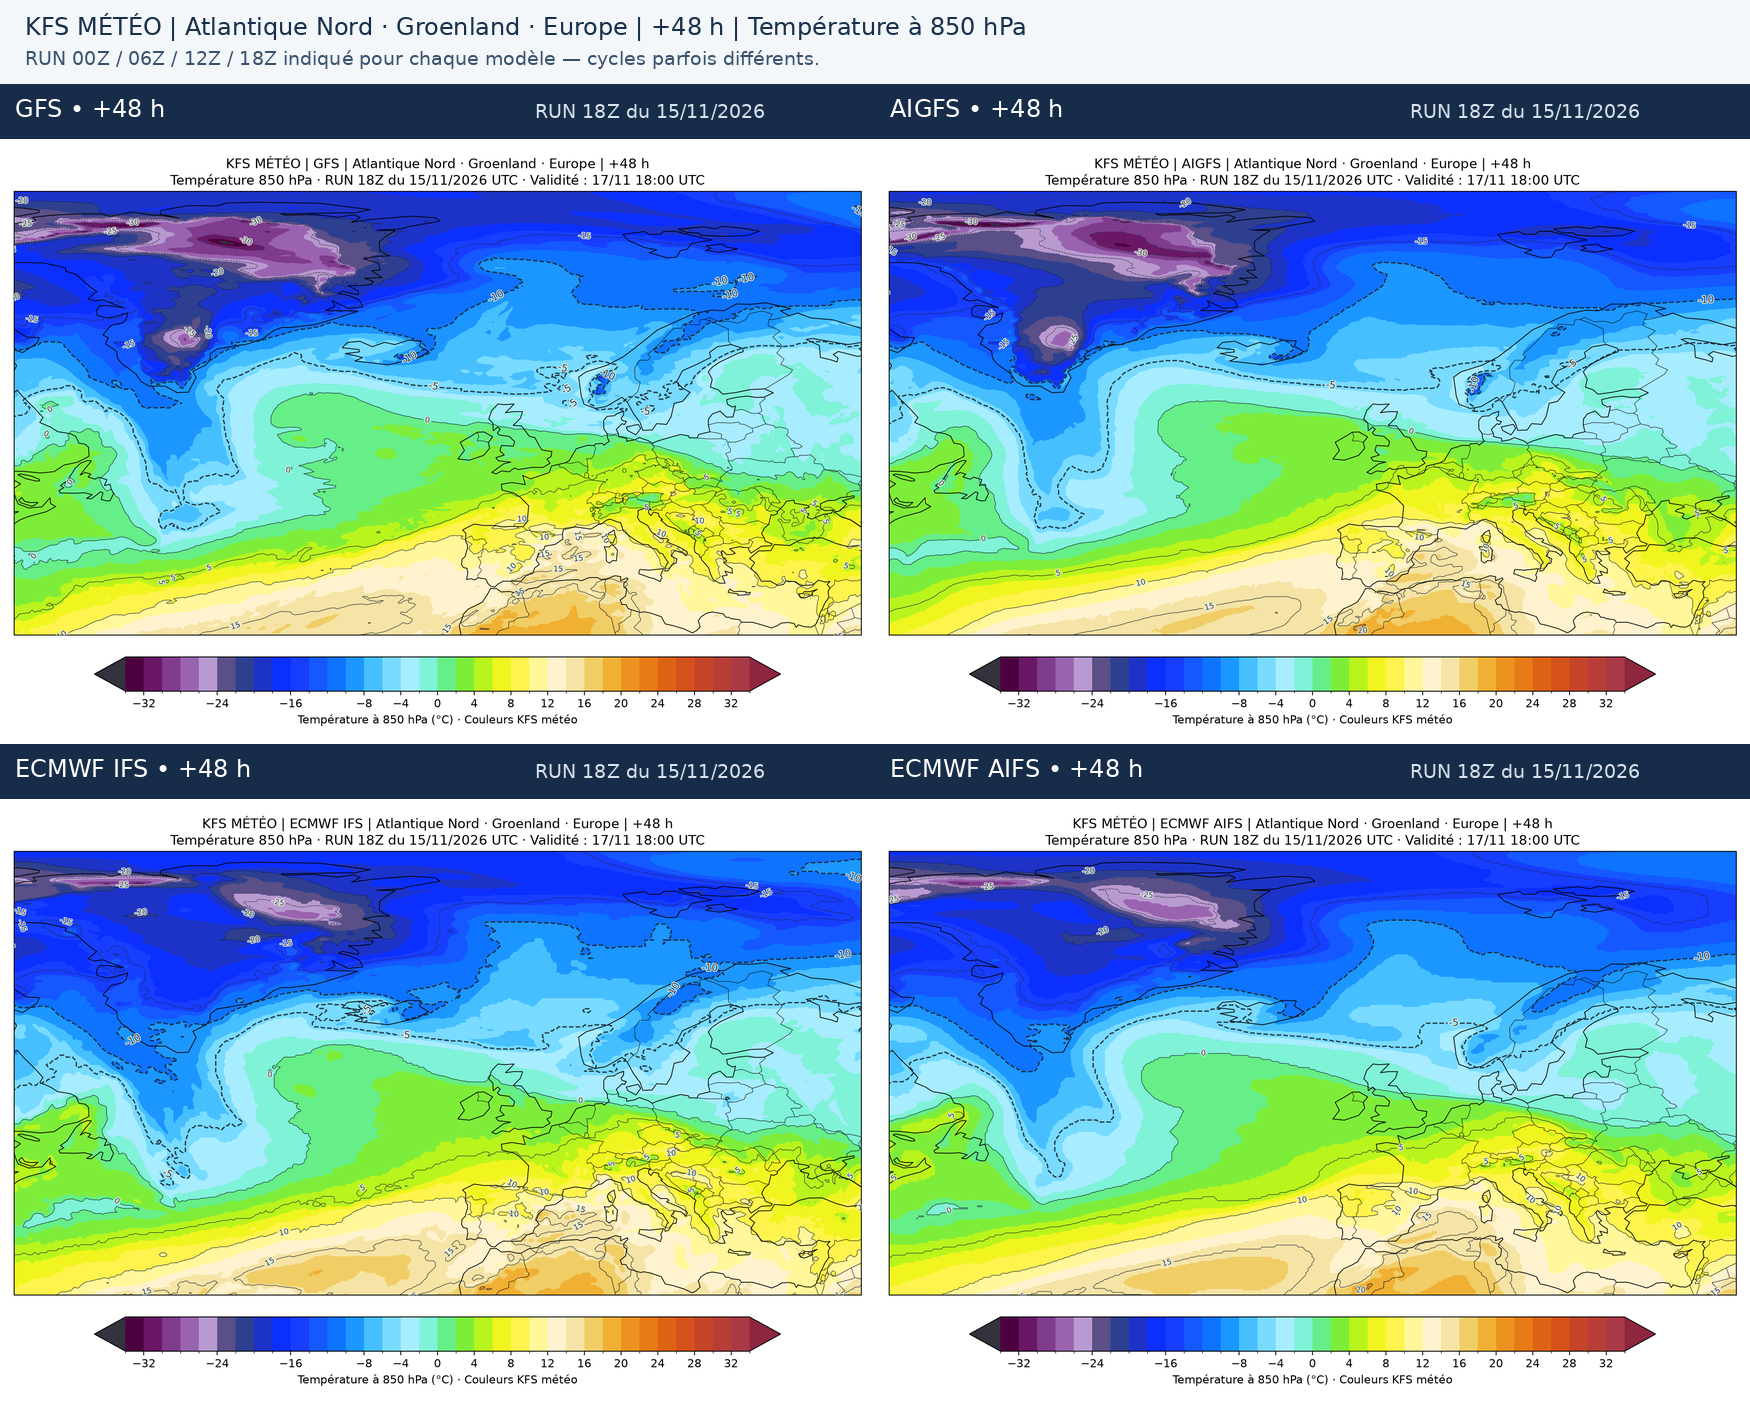 KFS MÉTÉO | Atlantique Nord · Groenland · Europe | +48 h | Température à 850 hPa
RUN 00Z / 06Z / 12Z / 18Z indiqué pour chaque modèle — cycles parfois différents.
GFS • +48 h
RUN 18Z du 15/11/2026
AIGFS • +48 h
RUN 18Z du 15/11/2026
KFS MÉTÉO | GFS | Atlantique Nord · Groenland · Europe | +48 h
Température 850 hPa · RUN 18Z du 15/11/2026 UTC · Validité : 17/11 18:00 UTC
KFS MÉTÉO | AIGFS | Atlantique Nord · Groenland · Europe | +48 h
Température 850 hPa · RUN 18Z du 15/11/2026 UTC · Validité : 17/11 18:00 UTC
−32 −24 −16 −8 −4 0 4 8 12 16 20 24 28 32
Température à 850 hPa (°C) · Couleurs KFS météo
−32 −24 −16 −8 −4 0 4 8 12 16 20 24 28 32
Température à 850 hPa (°C) · Couleurs KFS météo
ECMWF IFS • +48 h
RUN 18Z du 15/11/2026
ECMWF AIFS • +48 h
RUN 18Z du 15/11/2026
KFS MÉTÉO | ECMWF IFS | Atlantique Nord · Groenland · Europe | +48 h
Température 850 hPa · RUN 18Z du 15/11/2026 UTC · Validité : 17/11 18:00 UTC
KFS MÉTÉO | ECMWF AIFS | Atlantique Nord · Groenland · Europe | +48 h
Température 850 hPa · RUN 18Z du 15/11/2026 UTC · Validité : 17/11 18:00 UTC
−32 −24 −16 −8 −4 0 4 8 12 16 20 24 28 32
Température à 850 hPa (°C) · Couleurs KFS météo
−32 −24 −16 −8 −4 0 4 8 12 16 20 24 28 32
Température à 850 hPa (°C) · Couleurs KFS météo